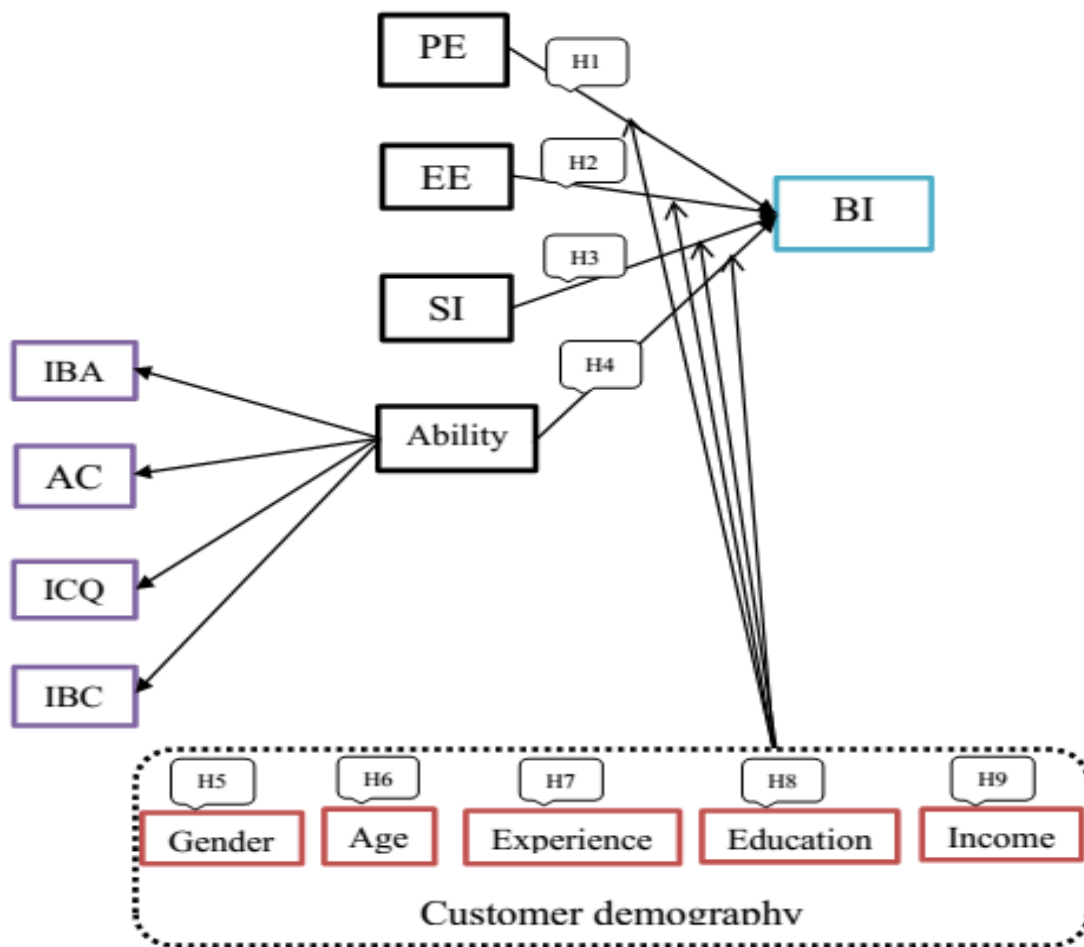 PE
H1
EE
H2
BI
SI
H3
IBA
H4
Ability
AC
ICQ
IBC
H5
H6
H7
H8
H9
Gender
Age
Experience
Education
Income
Customer demography